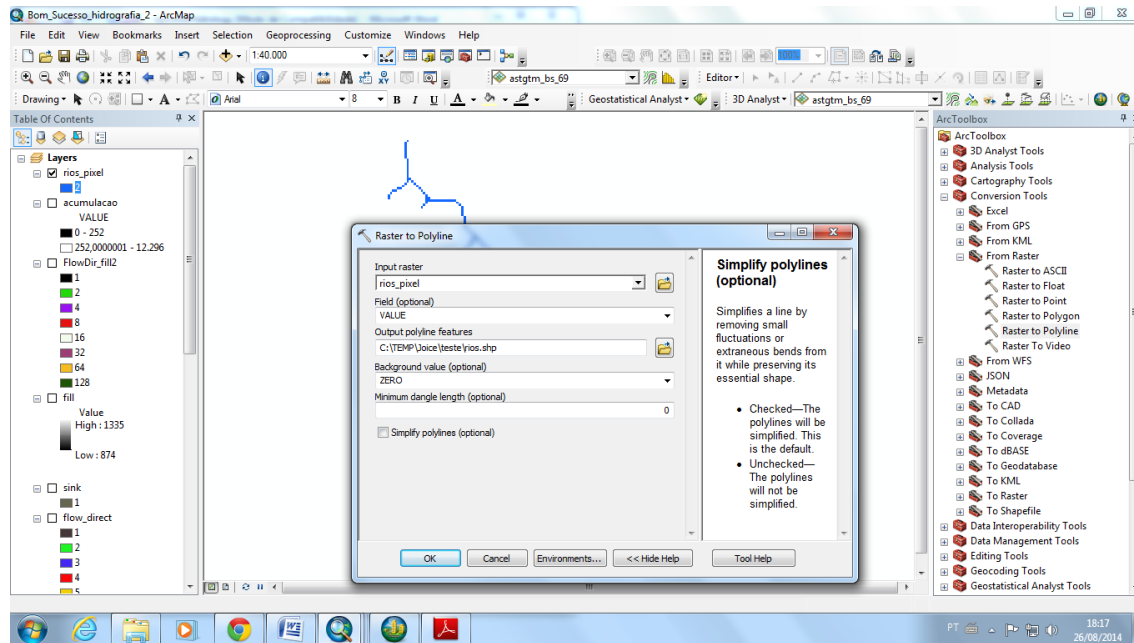 Bom_Sucesso_hidrografia_2 - ArcMap
File Edit View Bookmarks Insert Selection Geoprocessing Customize Windows Help
1:40.000
100%
astgtm_bs_69
Editor
Drawing
Arial
8
B I U A
Geostatistical Analyst
3D Analyst
astgtm_bs_69
Table Of Contents
Layers
rios_pixel
2
acumulacao
VALUE
0 - 252
252,0000001 - 12.296
FlowDir_fill2
1
2
4
8
16
32
64
128
fill
Value
High : 1335
Low : 874
sink
1
flow_direct
1
2
3
4
5
Raster to Polyline
Input raster
rios_pixel
Field (optional)
VALUE
Output polyline features
C:\TEMP\Joice\teste\rios.shp
Background value (optional)
ZERO
Minimum dangle length (optional)
0
Simplify polylines (optional)
OK
Cancel
Environments...
<< Hide Help
Tool Help
Simplify polylines
(optional)
Simplifies a line by
removing small
fluctuations or
extraneous bends from
it while preserving its
essential shape.
• Checked—The
polylines will be
simplified. This
is the default.
• Unchecked—
The polylines
will not be
simplified.
ArcToolbox
ArcToolbox
3D Analyst Tools
Analysis Tools
Cartography Tools
Conversion Tools
Excel
From GPS
From KML
From Raster
Raster to ASCII
Raster to Float
Raster to Point
Raster to Polygon
Raster to Polyline
Raster To Video
From WFS
JSON
Metadata
To CAD
To Collada
To Coverage
To dBASE
To Geodatabase
To KML
To Raster
To Shapefile
Data Interoperability Tools
Data Management Tools
Editing Tools
Geocoding Tools
Geostatistical Analyst Tools
PT
18:17
26/08/2014